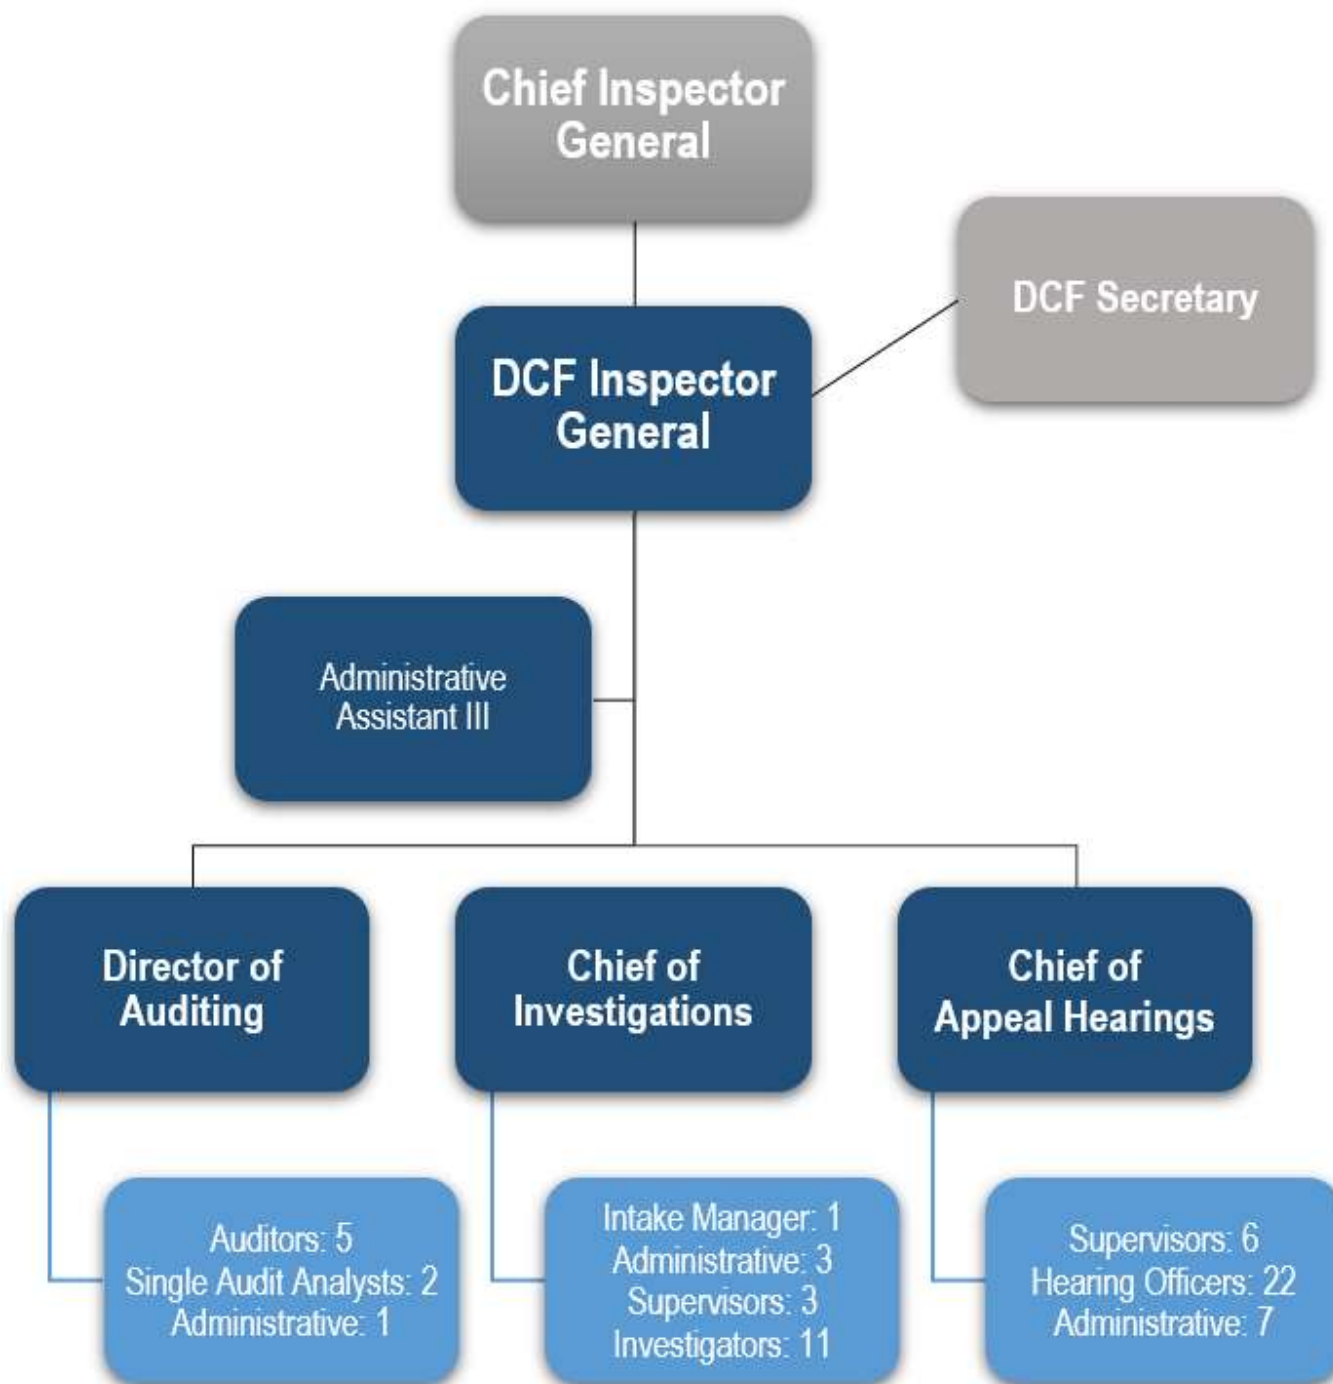 Chief Inspector
General
DCF Secretary
DCF Inspector
General
Administrative
Assistant III
Director of
Auditing
Chief of
Investigations
Chief of
Appeal Hearings
Auditors: 5
Single Audit Analysts: 2
Administrative: 1
Intake Manager: 1
Administrative: 3
Supervisors: 3
Investigators: 11
Supervisors: 6
Hearing Officers: 22
Administrative: 7